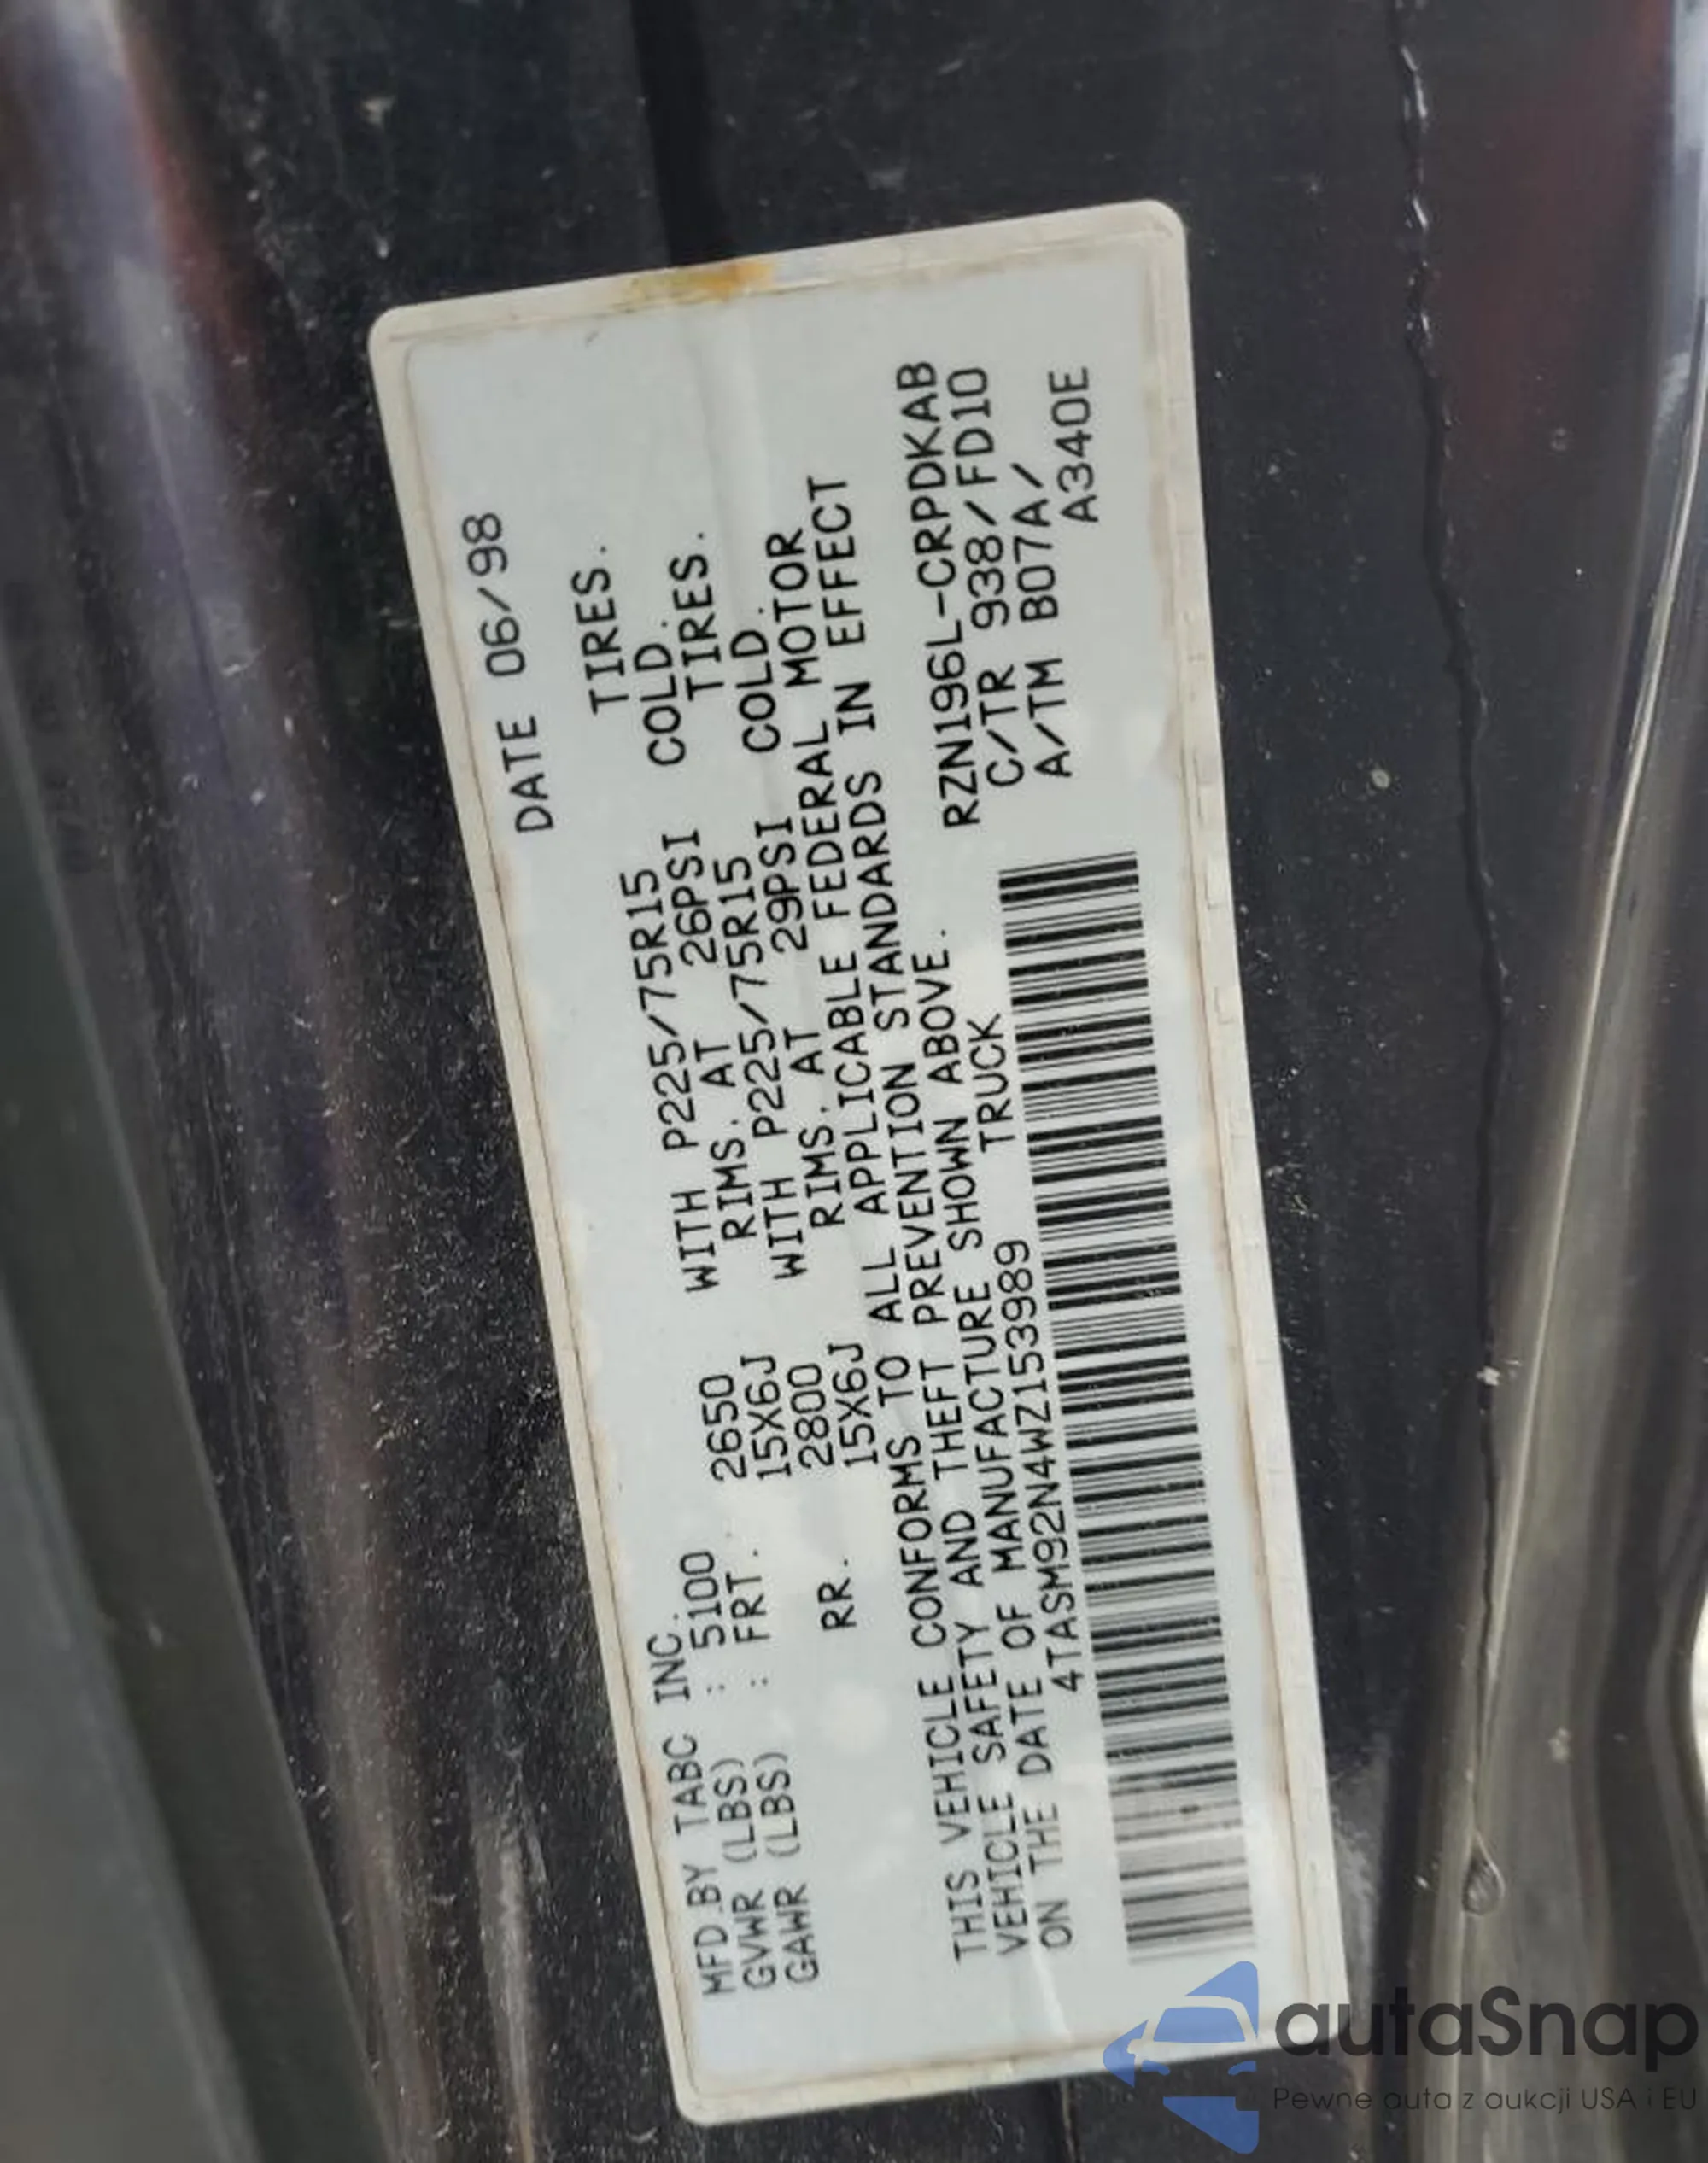 MFD.BY TABC INC. DATE 06/98
GVWR (LBS) : 5100
GAWR (LBS) : FRT. 2650 WITH P225/75R15 TIRES.
15X6J RIMS. AT 26PSI COLD.
RR. 2800 WITH P225/75R15 TIRES.
15X6J RIMS. AT 29PSI COLD.
THIS VEHICLE CONFORMS TO ALL APPLICABLE FEDERAL MOTOR
VEHICLE SAFETY AND THEFT PREVENTION STANDARDS IN EFFECT
ON THE DATE OF MANUFACTURE SHOWN ABOVE.
4TASM92N4WZ153989 TRUCK
RZN196L-CRPDKAB
C/TR 938/FD10
A/TM B07A/
A340E
autaSnap
Pewne auta z aukcji USA i EU